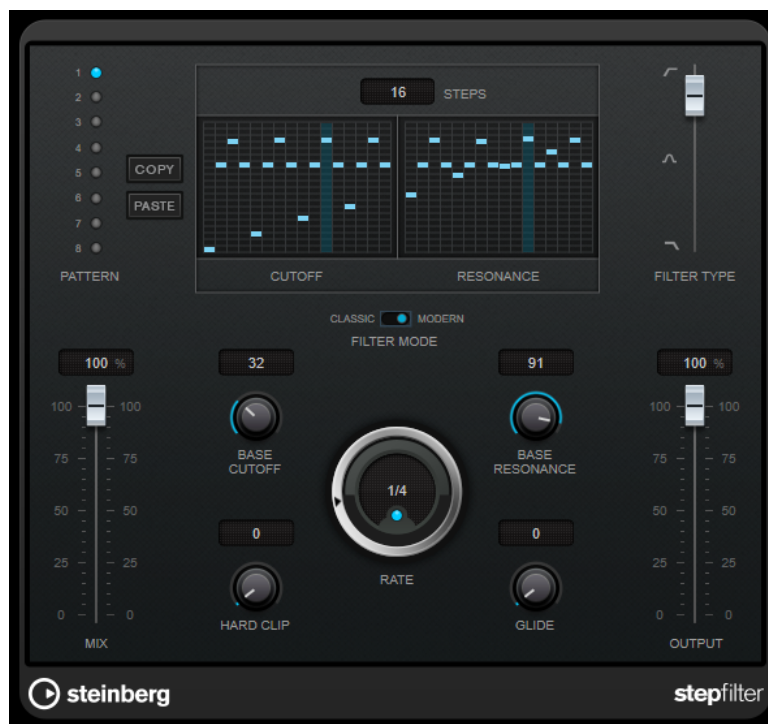 1
2
3
4
5
6
7
8
PATTERN
COPY
PASTE
16 STEPS
CUTOFF RESONANCE
FILTER TYPE
CLASSIC MODERN
FILTER MODE
100 %
100 100
75 75
50 50
25 25
0 0
MIX
32
BASE
CUTOFF
0
HARD CLIP
1/4
RATE
91
BASE
RESONANCE
0
GLIDE
100 %
100 100
75 75
50 50
25 25
0 0
OUTPUT
steinberg
stepfilter